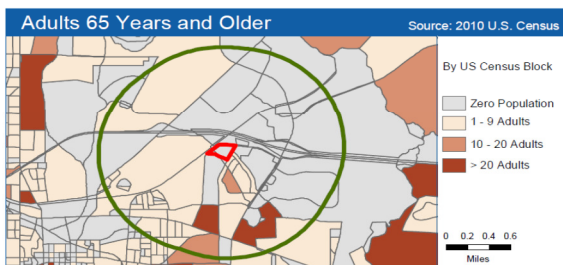 Adults 65 Years and Older
Source: 2010 U.S. Census
By US Census Block
Zero Population
1 - 9 Adults
10 - 20 Adults
> 20 Adults
0 0.2 0.4 0.6
Miles